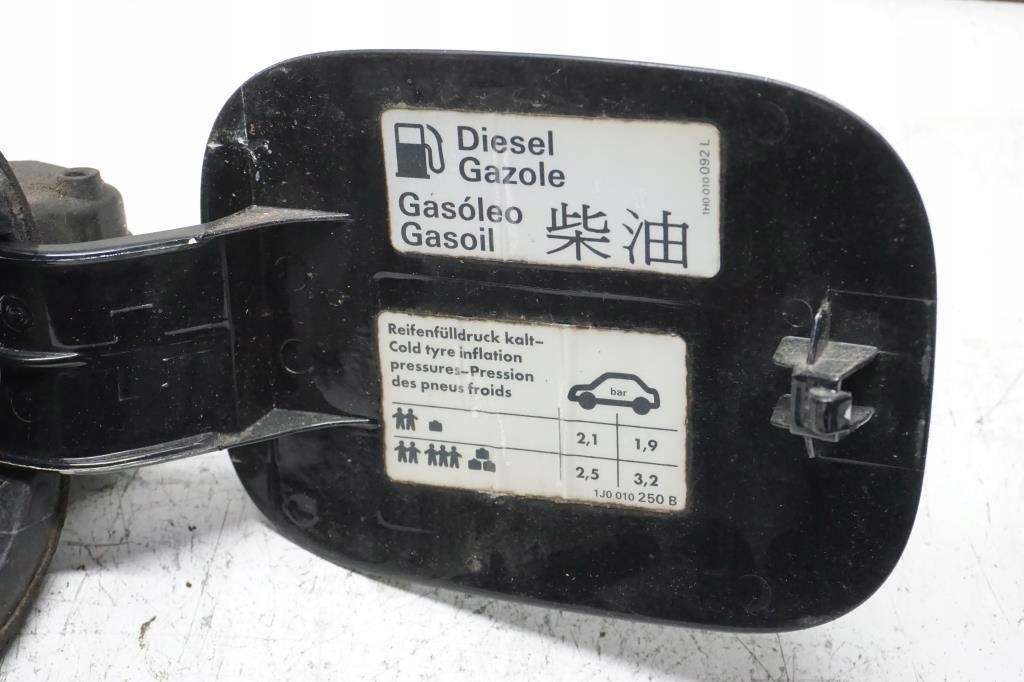 Diesel
Gazole
Gasóleo
Gasoil
柴油
1H0 010 092 L
Reifenfülldruck kalt-
Cold tyre inflation
pressures-Pression
des pneus froids
bar
2,1 1,9
2,5 3,2
1J0 010 250 B